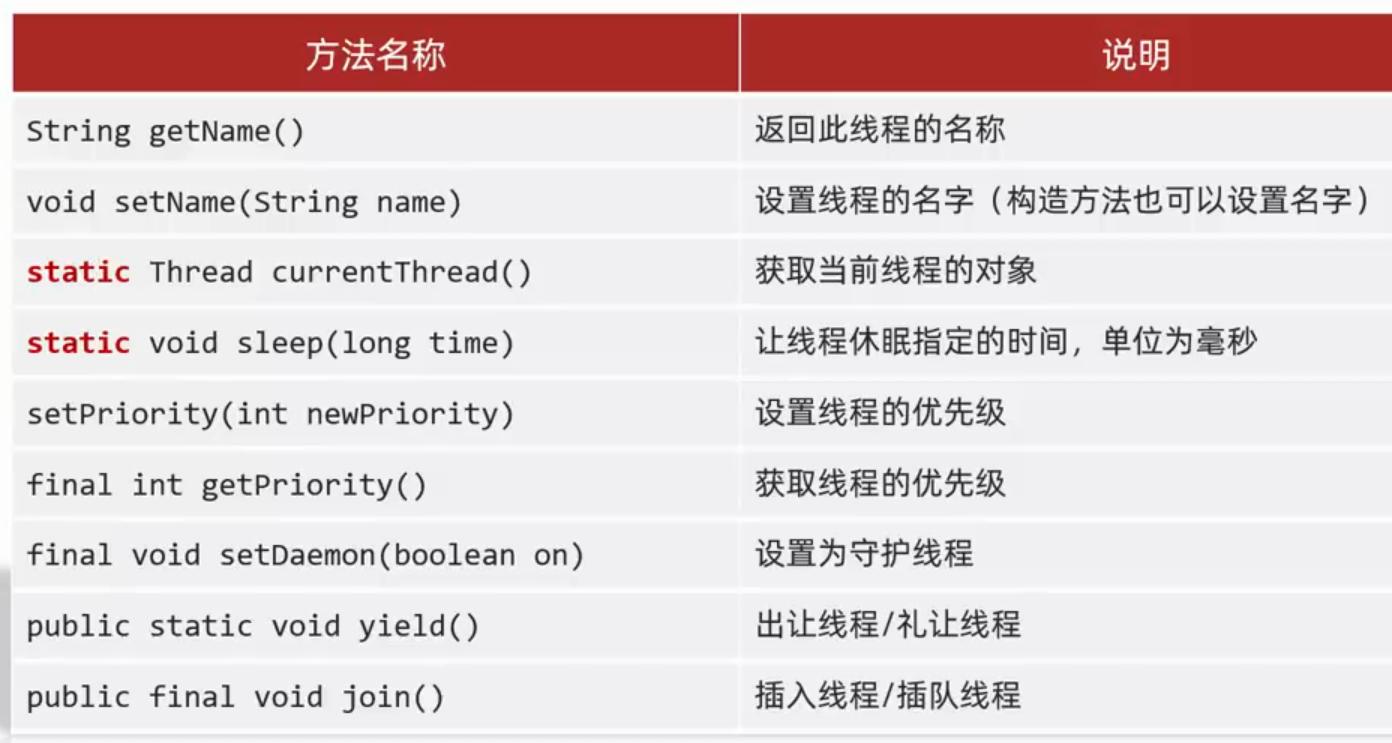 方法名称
说明
String getName()
返回此线程的名称
void setName(String name)
设置线程的名字（构造方法也可以设置名字）
static Thread currentThread()
获取当前线程的对象
static void sleep(long time)
让线程休眠指定的时间，单位为毫秒
setPriority(int newPriority)
设置线程的优先级
final int getPriority()
获取线程的优先级
final void setDaemon(boolean on)
设置为守护线程
public static void yield()
出让线程/礼让线程
public final void join()
插入线程/插队线程